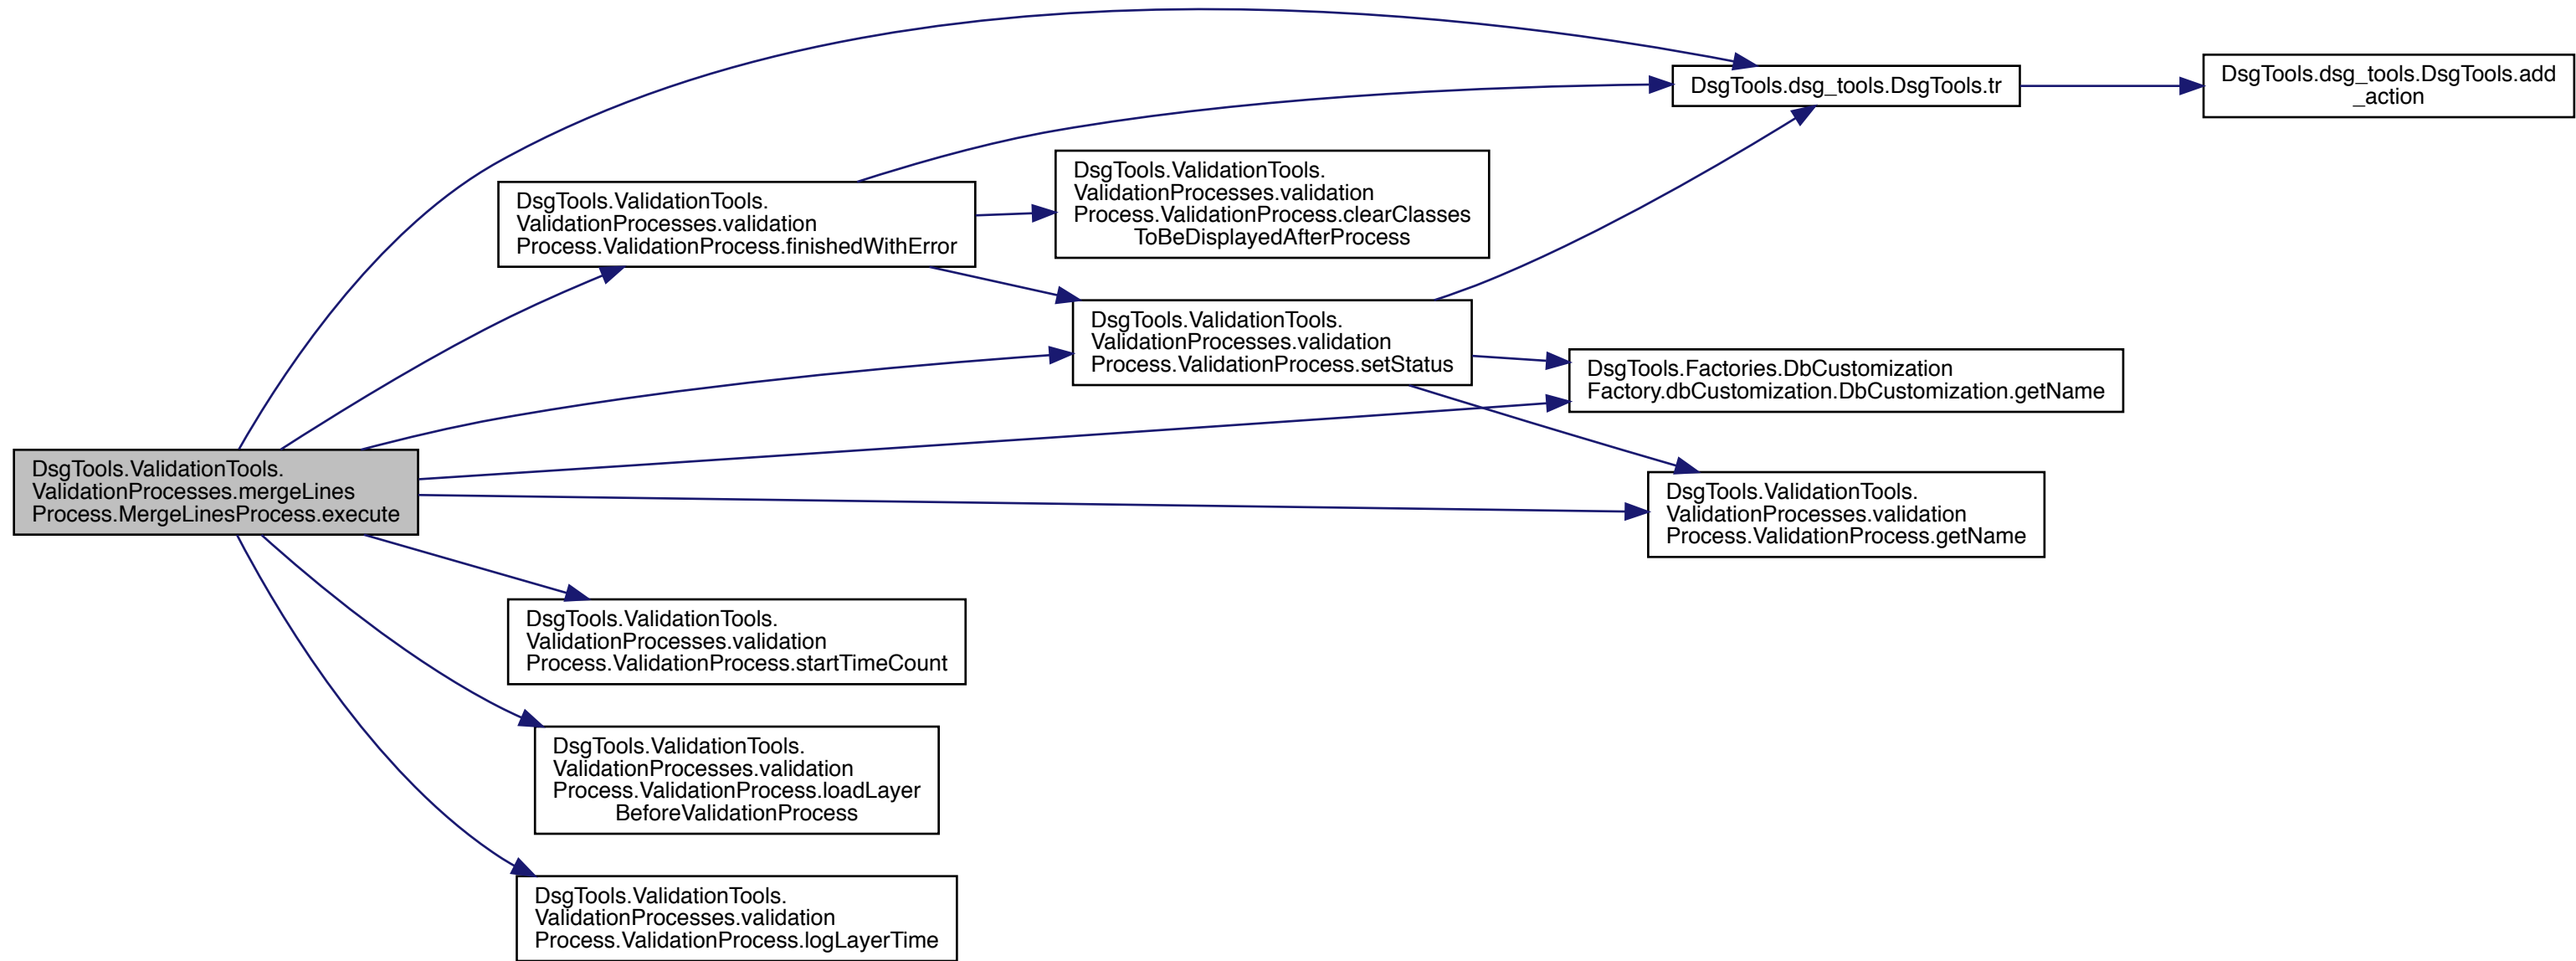 DsgTools.dsg_tools.DsgTools.tr
DsgTools.dsg_tools.DsgTools.add
_action
DsgTools.ValidationTools.
ValidationProcesses.validation
Process.ValidationProcess.clearClasses
ToBeDisplayedAfterProcess
DsgTools.ValidationTools.
ValidationProcesses.validation
Process.ValidationProcess.finishedWithError
DsgTools.ValidationTools.
ValidationProcesses.validation
Process.ValidationProcess.setStatus
DsgTools.Factories.DbCustomization
Factory.dbCustomization.DbCustomization.getName
DsgTools.ValidationTools.
ValidationProcesses.mergeLines
Process.MergeLinesProcess.execute
DsgTools.ValidationTools.
ValidationProcesses.validation
Process.ValidationProcess.getName
DsgTools.ValidationTools.
ValidationProcesses.validation
Process.ValidationProcess.startTimeCount
DsgTools.ValidationTools.
ValidationProcesses.validation
Process.ValidationProcess.loadLayer
BeforeValidationProcess
DsgTools.ValidationTools.
ValidationProcesses.validation
Process.ValidationProcess.logLayerTime